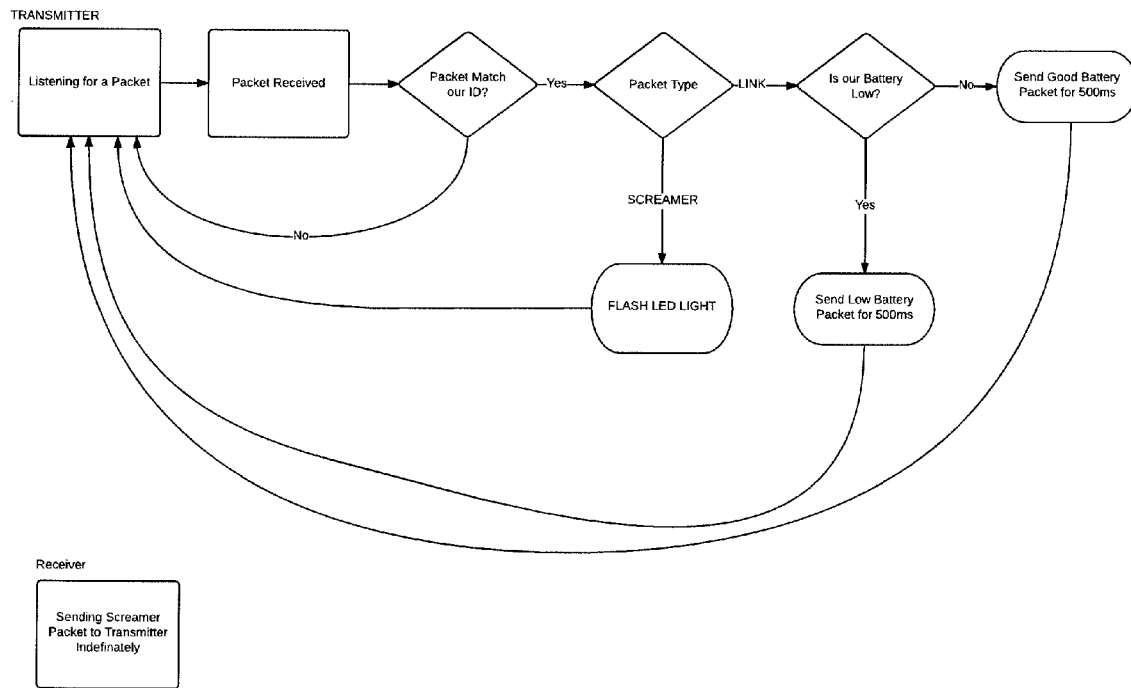 TRANSMITTER
Listening for a Packet
Packet Received
Packet Match
our ID?
Yes
Packet Type
LINK
Is our Battery
Low?
No
Send Good Battery
Packet for 500ms
SCREAMER
Yes
No
FLASH LED LIGHT
Send Low Battery
Packet for 500ms
Receiver
Sending Screamer
Packet to Transmitter
Indefinately